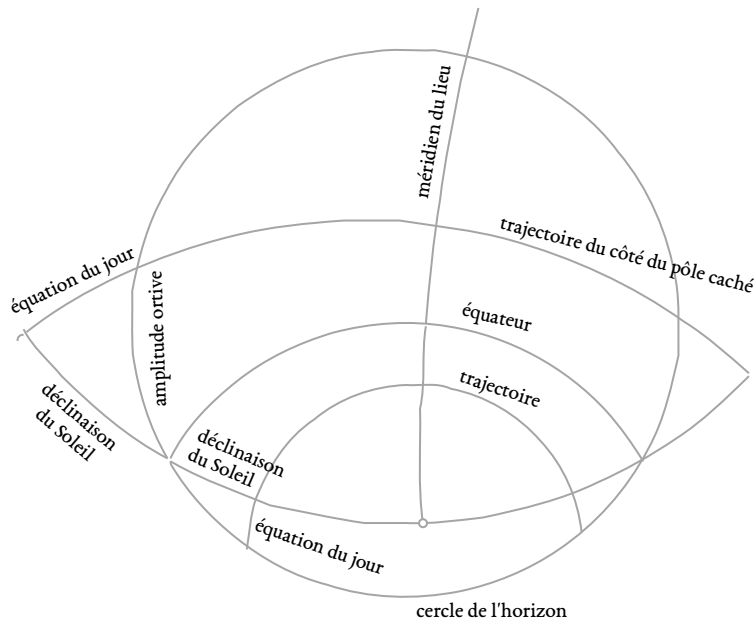 méridien du lieu
trajectoire du côté du pôle caché
équation du jour
amplitude ortive
équateur
trajectoire
déclinaison
du Soleil
déclinaison
du Soleil
équation du jour
cercle de l'horizon